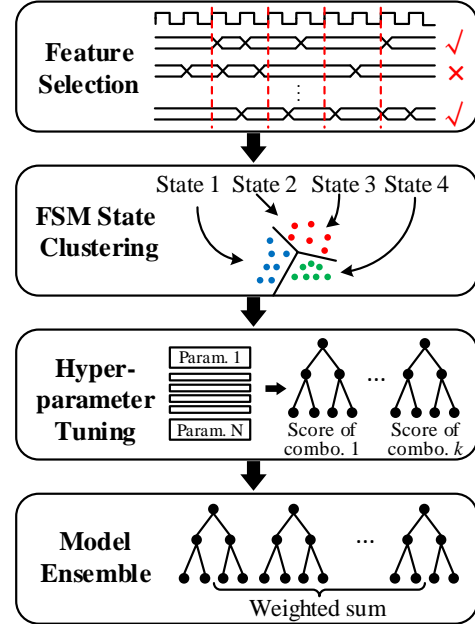 Feature
Selection
State 1 State 2 State 3 State 4
FSM State
Clustering
Hyper-
parameter
Tuning
Param. 1
Param. N
...
Score of
combo. 1
Score of
combo. k
Model
Ensemble
...
Weighted sum